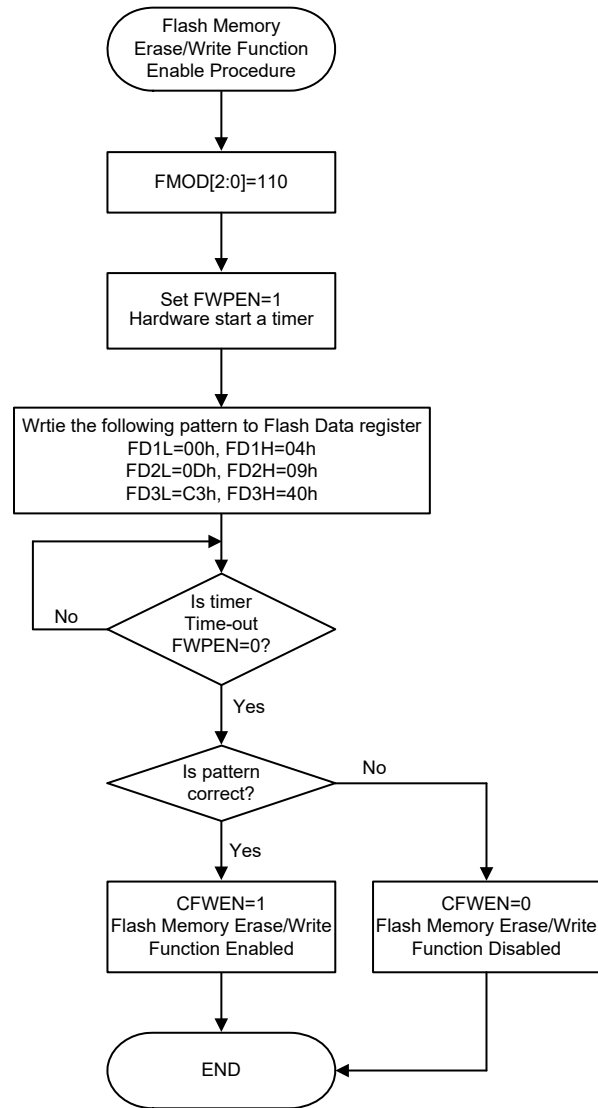 Flash Memory
Erase/Write Function
Enable Procedure
FMOD[2:0]=110
Set FWPEN=1
Hardware start a timer
Wrtie the following pattern to Flash Data register
FD1L=00h, FD1H=04h
FD2L=0Dh, FD2H=09h
FD3L=C3h, FD3H=40h
Is timer
Time-out
FWPEN=0?
No
Yes
Is pattern
correct?
No
Yes
CFWEN=1
Flash Memory Erase/Write
Function Enabled
CFWEN=0
Flash Memory Erase/Write
Function Disabled
END